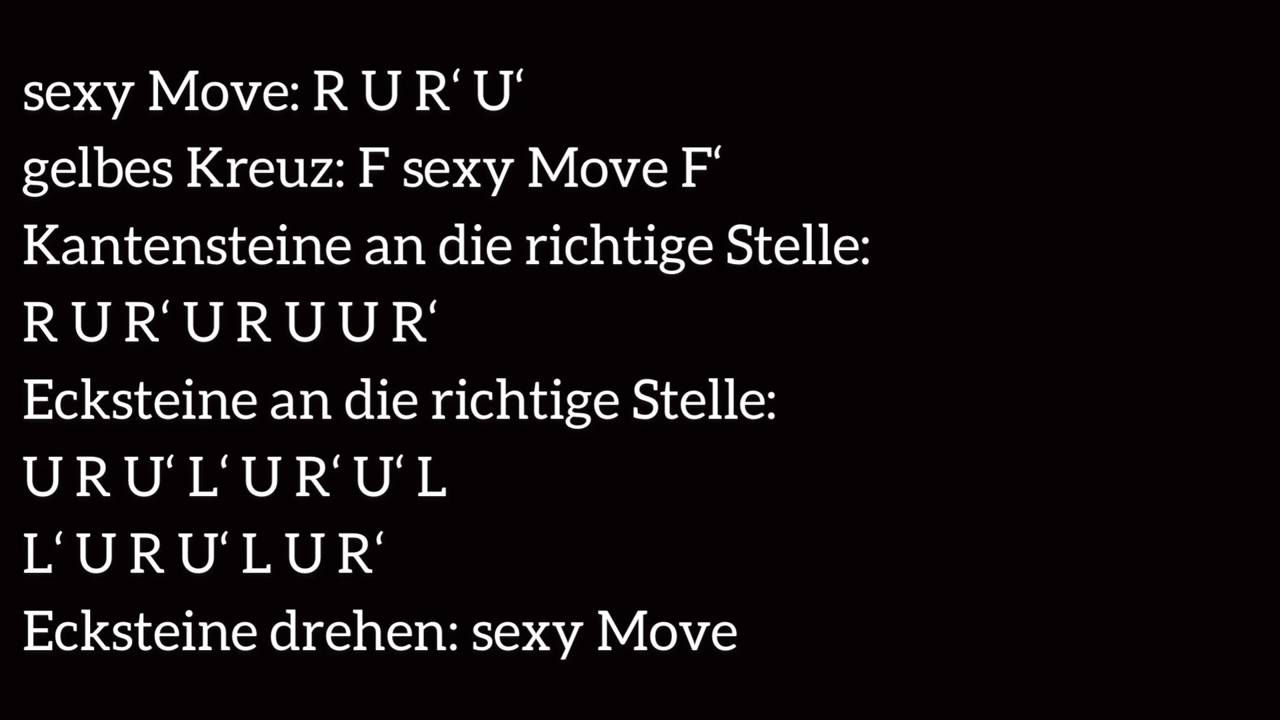 sexy Move: R U R‘ U‘
gelbes Kreuz: F sexy Move F‘
Kantensteine an die richtige Stelle:
R U R‘ U R U U R‘
Ecksteine an die richtige Stelle:
U R U‘ L‘ U R‘ U‘ L
L‘ U R U‘ L U R‘
Ecksteine drehen: sexy Move